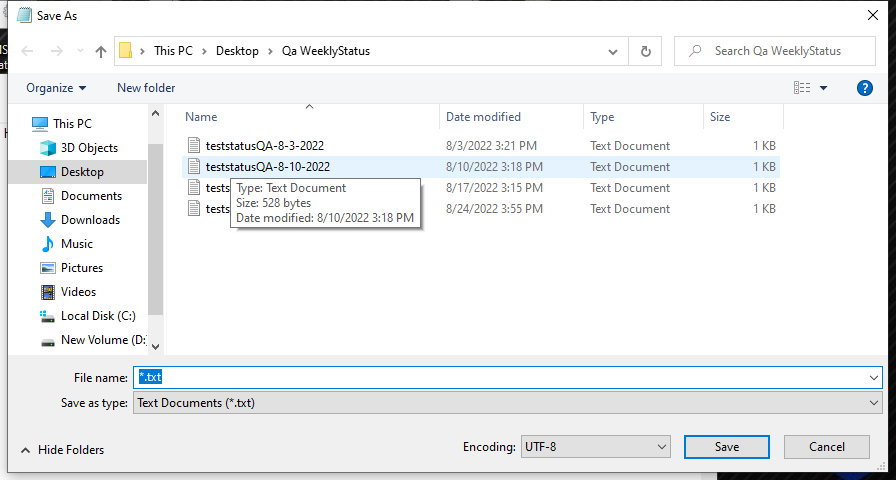 Save As
This PC > Desktop > Qa WeeklyStatus
Search Qa WeeklyStatus
Organize
New folder
Name Date modified Type Size
This PC
3D Objects
Desktop
Documents
Downloads
Music
Pictures
Videos
Local Disk (C:)
New Volume (D:
teststatusQA-8-3-2022 8/3/2022 3:21 PM Text Document 1 KB
teststatusQA-8-10-2022 8/10/2022 3:18 PM Text Document 1 KB
tests 8/17/2022 3:15 PM Text Document 1 KB
tests 8/24/2022 3:55 PM Text Document 1 KB
Type: Text Document
Size: 528 bytes
Date modified: 8/10/2022 3:18 PM
File name: *.txt
Save as type: Text Documents (*.txt)
Hide Folders
Encoding: UTF-8
Save
Cancel